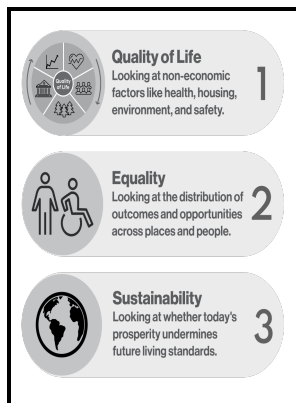 Quality
of Life
Quality of Life
Looking at non-economic
factors like health, housing,
environment, and safety.
1
Equality
Looking at the distribution of
outcomes and opportunities
across places and people.
2
Sustainability
Looking at whether today's
prosperity undermines
future living standards.
3